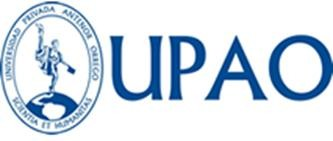 UNIVERSIDAD PRIVADA ANTENOR ORREGO
SCIENTIA ET HUMANITAS
UPAO